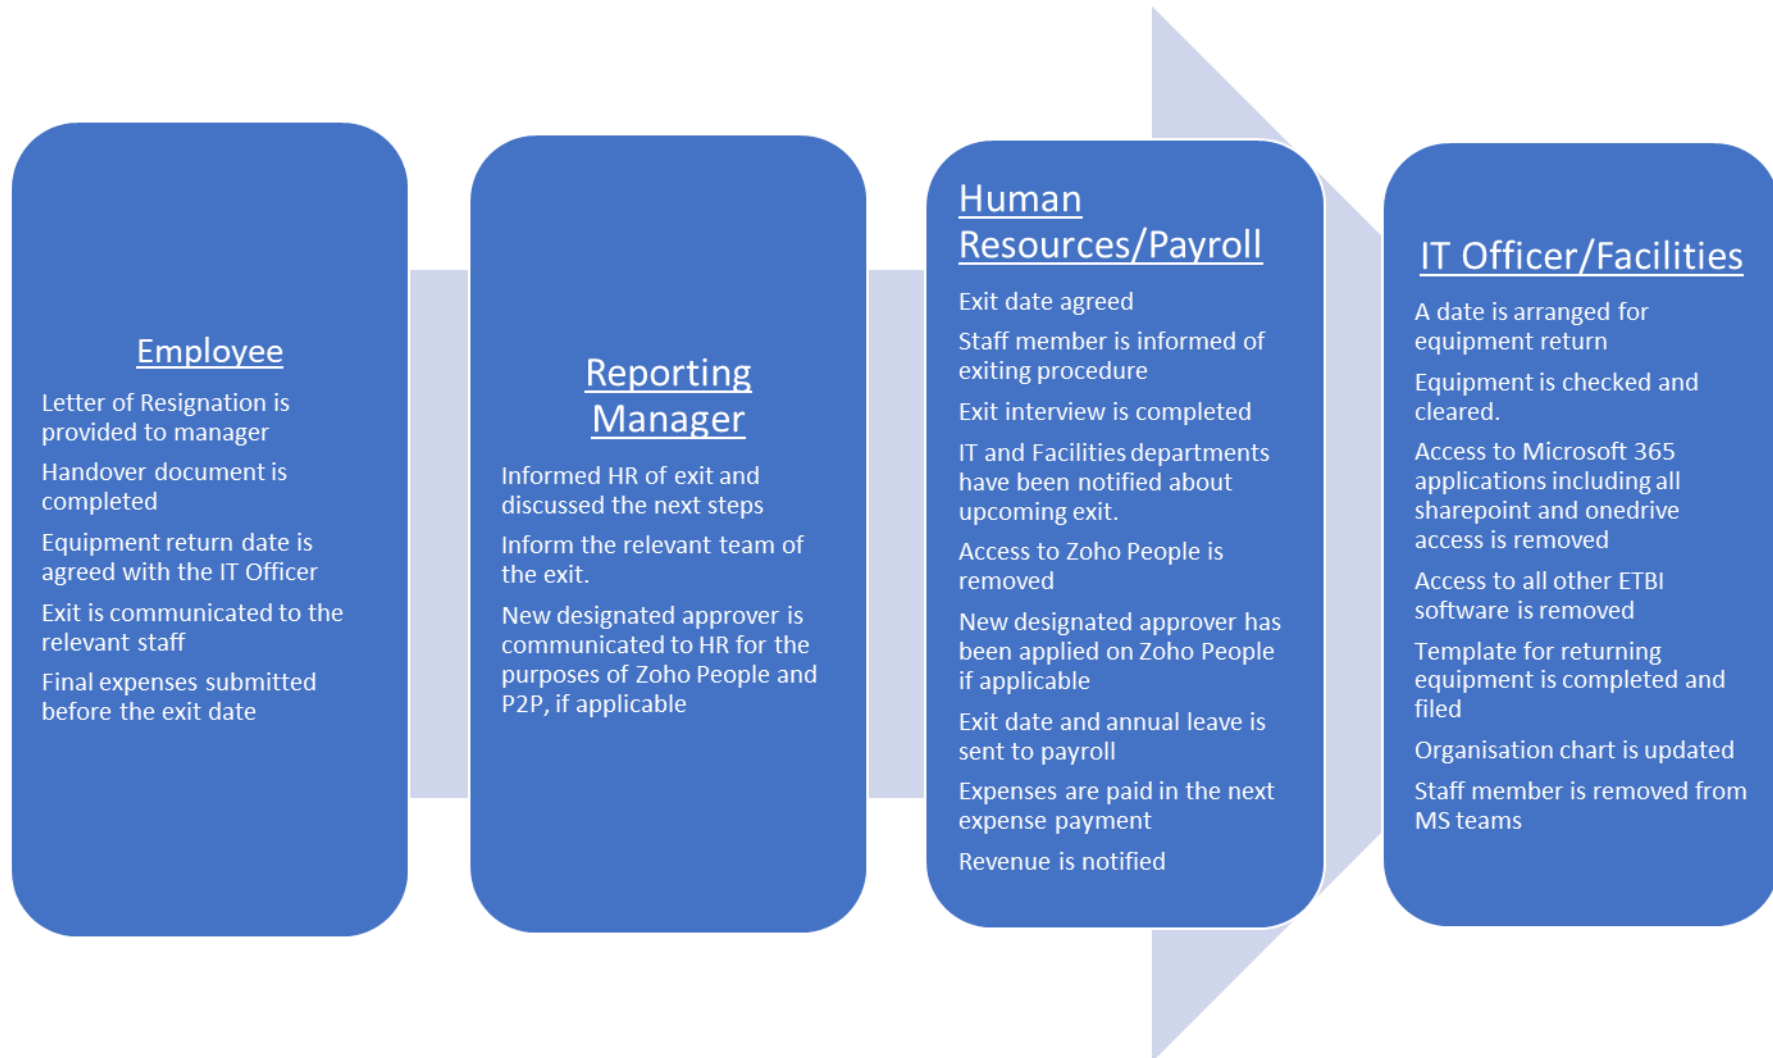 Employee
Letter of Resignation is
provided to manager
Handover document is
completed
Equipment return date is
agreed with the IT Officer
Exit is communicated to the
relevant staff
Final expenses submitted
before the exit date
Reporting
Manager
Informed HR of exit and
discussed the next steps
Inform the relevant team of
the exit.
New designated approver is
communicated to HR for the
purposes of Zoho People and
P2P, if applicable
Human
Resources/Payroll
Exit date agreed
Staff member is informed of
exiting procedure
Exit interview is completed
IT and Facilities departments
have been notified about
upcoming exit.
Access to Zoho People is
removed
New designated approver has
been applied on Zoho People
if applicable
Exit date and annual leave is
sent to payroll
Expenses are paid in the next
expense payment
Revenue is notified
IT Officer/Facilities
A date is arranged for
equipment return
Equipment is checked and
cleared.
Access to Microsoft 365
applications including all
sharepoint and onedrive
access is removed
Access to all other ETBI
software is removed
Template for returning
equipment is completed and
filed
Organisation chart is updated
Staff member is removed from
MS teams